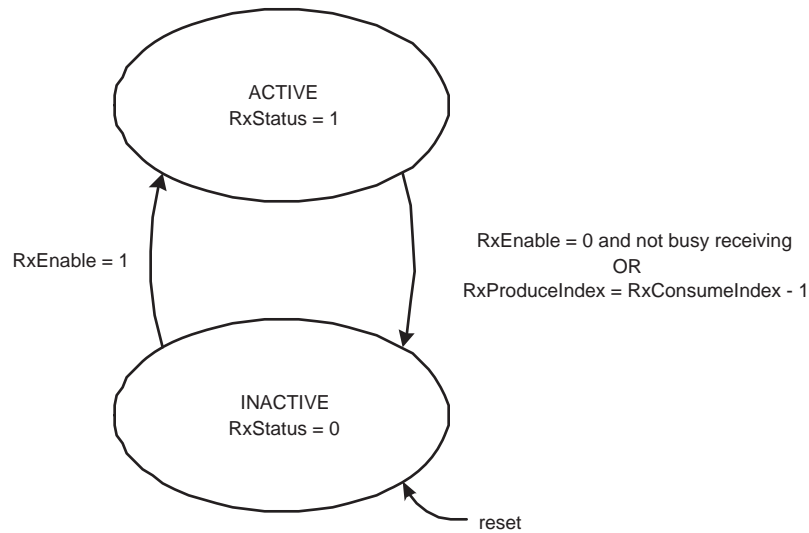 ACTIVE
RxStatus = 1
RxEnable = 1
RxEnable = 0 and not busy receiving
OR
RxProduceIndex = RxConsumeIndex - 1
INACTIVE
RxStatus = 0
reset